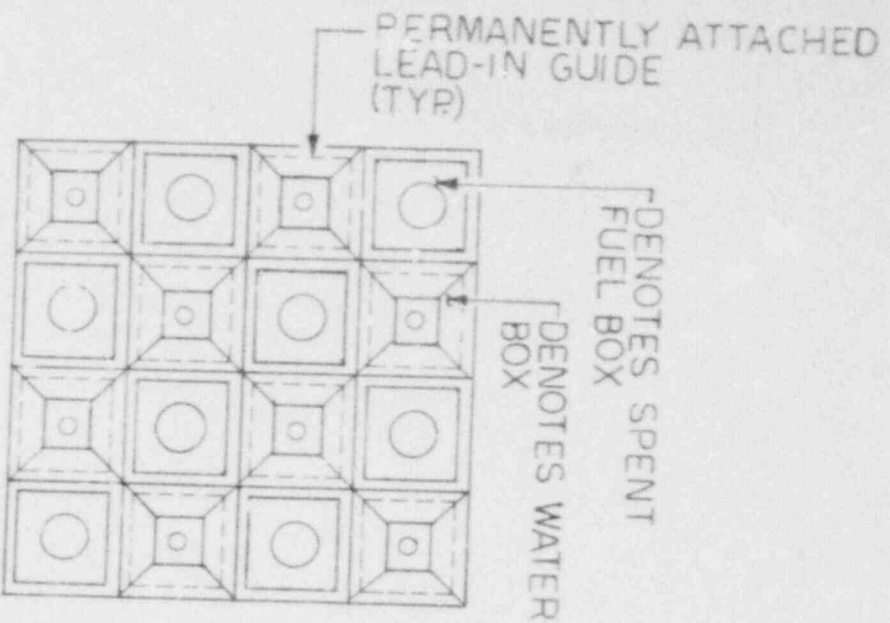 PERMANENTLY ATTACHED
LEAD-IN GUIDE
(TYP.)
DENOTES SPENT
FUEL BOX
DENOTES WATER
BOX